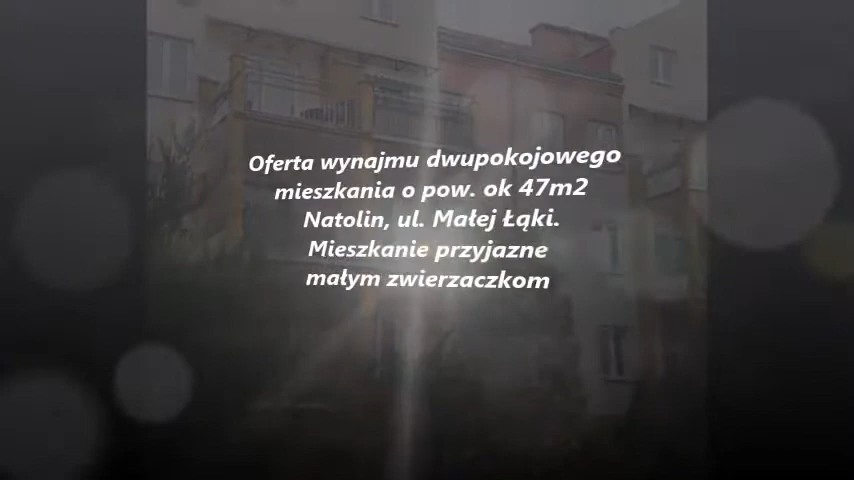 Oferta wynajmu dwupokojowego
mieszkania o pow. ok 47m2
Natolin, ul. Małej Łąki.
Mieszkanie przyjazne
małym zwierzaczkom